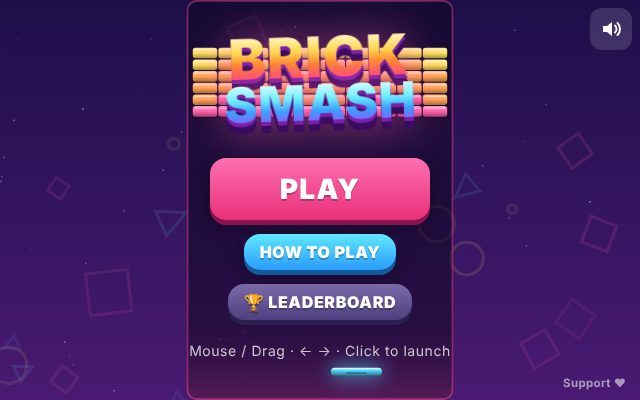 BRICK
SMASH
PLAY
HOW TO PLAY
🏆 LEADERBOARD
Mouse / Drag · ← → · Click to launch
Support ♥